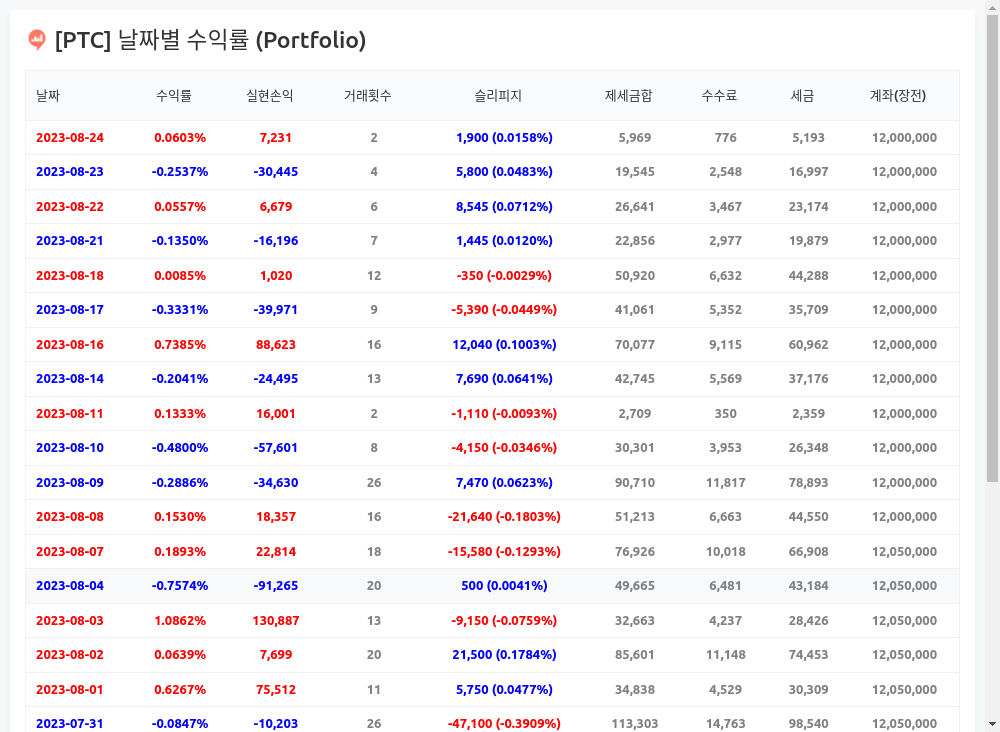 [PTC] 날짜별 수익률 (Portfolio)
날짜 수익률 실현손익 거래횟수 슬리피지 제세금합 수수료 세금 계좌(장전)
2023-08-24 0.0603% 7,231 2 1,900 (0.0158%) 5,969 776 5,193 12,000,000
2023-08-23 -0.2537% -30,445 4 5,800 (0.0483%) 19,545 2,548 16,997 12,000,000
2023-08-22 0.0557% 6,679 6 8,545 (0.0712%) 26,641 3,467 23,174 12,000,000
2023-08-21 -0.1350% -16,196 7 1,445 (0.0120%) 22,856 2,977 19,879 12,000,000
2023-08-18 0.0085% 1,020 12 -350 (-0.0029%) 50,920 6,632 44,288 12,000,000
2023-08-17 -0.3331% -39,971 9 -5,390 (-0.0449%) 41,061 5,352 35,709 12,000,000
2023-08-16 0.7385% 88,623 16 12,040 (0.1003%) 70,077 9,115 60,962 12,000,000
2023-08-14 -0.2041% -24,495 13 7,690 (0.0641%) 42,745 5,569 37,176 12,000,000
2023-08-11 0.1333% 16,001 2 -1,110 (-0.0093%) 2,709 350 2,359 12,000,000
2023-08-10 -0.4800% -57,601 8 -4,150 (-0.0346%) 30,301 3,953 26,348 12,000,000
2023-08-09 -0.2886% -34,630 26 7,470 (0.0623%) 90,710 11,817 78,893 12,000,000
2023-08-08 0.1530% 18,357 16 -21,640 (-0.1803%) 51,213 6,663 44,550 12,000,000
2023-08-07 0.1893% 22,814 18 -15,580 (-0.1293%) 76,926 10,018 66,908 12,050,000
2023-08-04 -0.7574% -91,265 20 500 (0.0041%) 49,665 6,481 43,184 12,050,000
2023-08-03 1.0862% 130,887 13 -9,150 (-0.0759%) 32,663 4,237 28,426 12,050,000
2023-08-02 0.0639% 7,699 20 21,500 (0.1784%) 85,601 11,148 74,453 12,050,000
2023-08-01 0.6267% 75,512 11 5,750 (0.0477%) 34,838 4,529 30,309 12,050,000
2023-07-31 -0.0847% -10,203 26 -47,100 (-0.3909%) 113,303 14,763 98,540 12,050,000